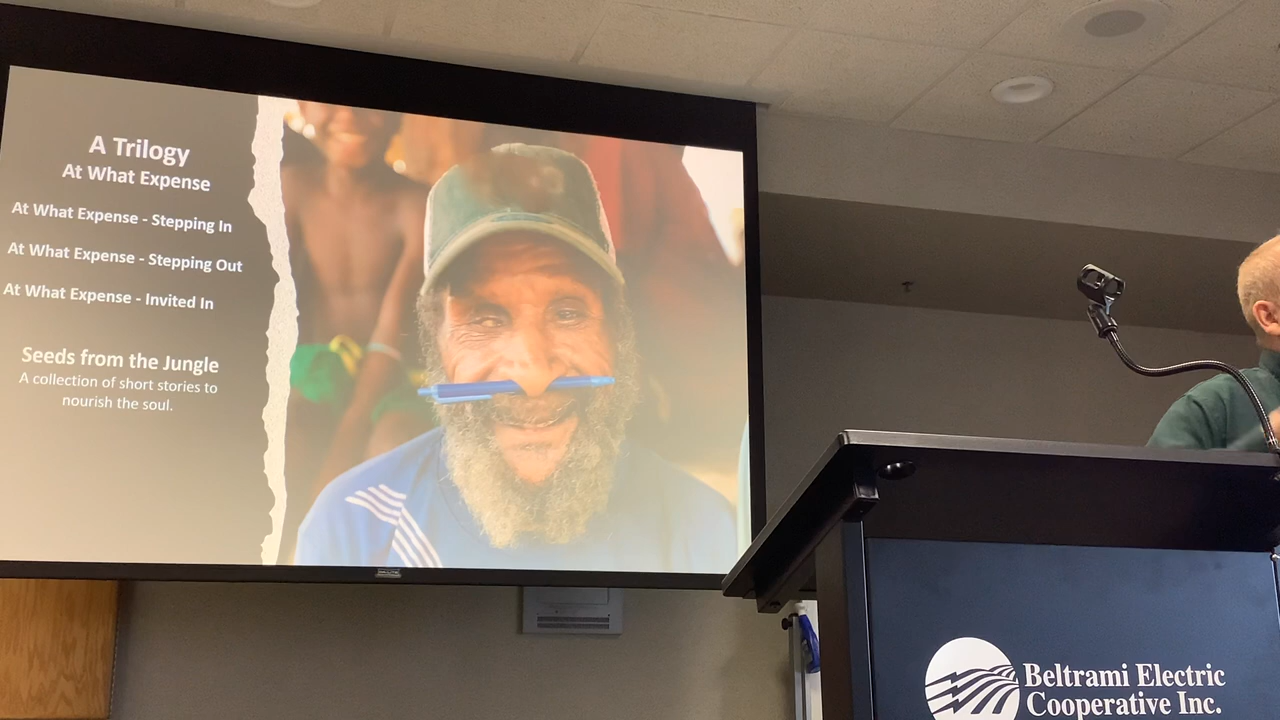 A Trilogy
At What Expense
At What Expense - Stepping In
At What Expense - Stepping Out
At What Expense - Invited In
Seeds from the Jungle
A collection of short stories to
nourish the soul.
Beltrami Electric
Cooperative Inc.